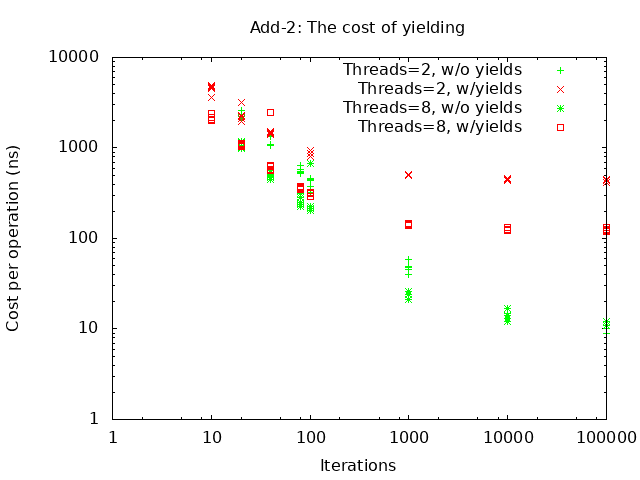 Add-2: The cost of yielding
10000
1000
100
10
1
Cost per operation (ns)
Threads=2, w/o yields
Threads=2, w/yields
Threads=8, w/o yields
Threads=8, w/yields
1 10 100 1000 10000 100000
Iterations